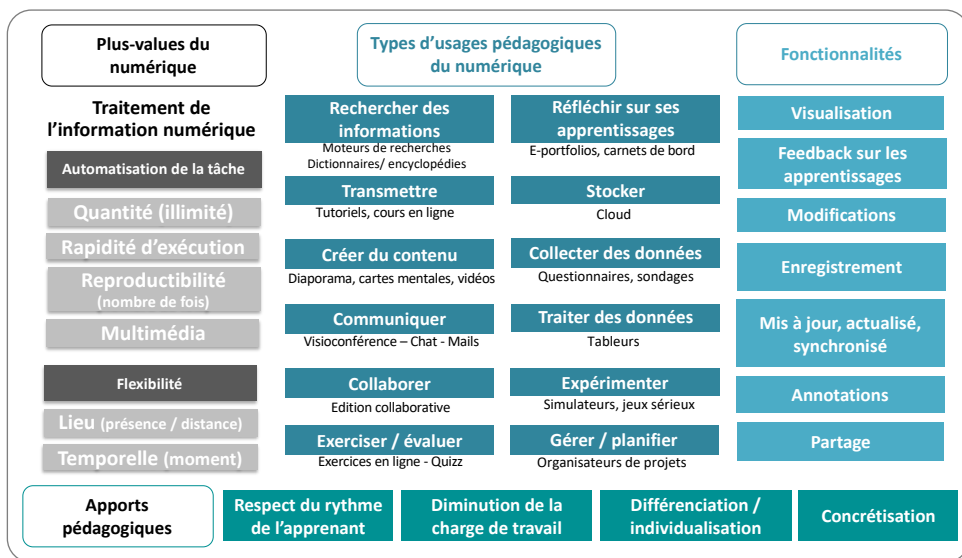 Plus-values du
numérique
Traitement de
l'information numérique
Automatisation de la tâche
Quantité (illimité)
Rapidité d'exécution
Reproductibilité
(nombre de fois)
Multimédia
Flexibilité
Lieu (présence / distance)
Temporelle (moment)
Types d'usages pédagogiques
du numérique
Rechercher des
informations
Moteurs de recherches
Dictionnaires/ encyclopédies
Réfléchir sur ses
apprentissages
E-portfolios, carnets de bord
Transmettre
Tutoriels, cours en ligne
Stocker
Cloud
Créer du contenu
Diaporama, cartes mentales, vidéos
Collecter des données
Questionnaires, sondages
Communiquer
Visioconférence – Chat - Mails
Traiter des données
Tableurs
Collaborer
Edition collaborative
Expérimenter
Simulateurs, jeux sérieux
Exerciser / évaluer
Exercices en ligne - Quizz
Gérer / planifier
Organisateurs de projets
Fonctionnalités
Visualisation
Feedback sur les
apprentissages
Modifications
Enregistrement
Mis à jour, actualisé,
synchronisé
Annotations
Partage
Apports
pédagogiques
Respect du rythme
de l'apprenant
Diminution de la
charge de travail
Différenciation /
individualisation
Concrétisation